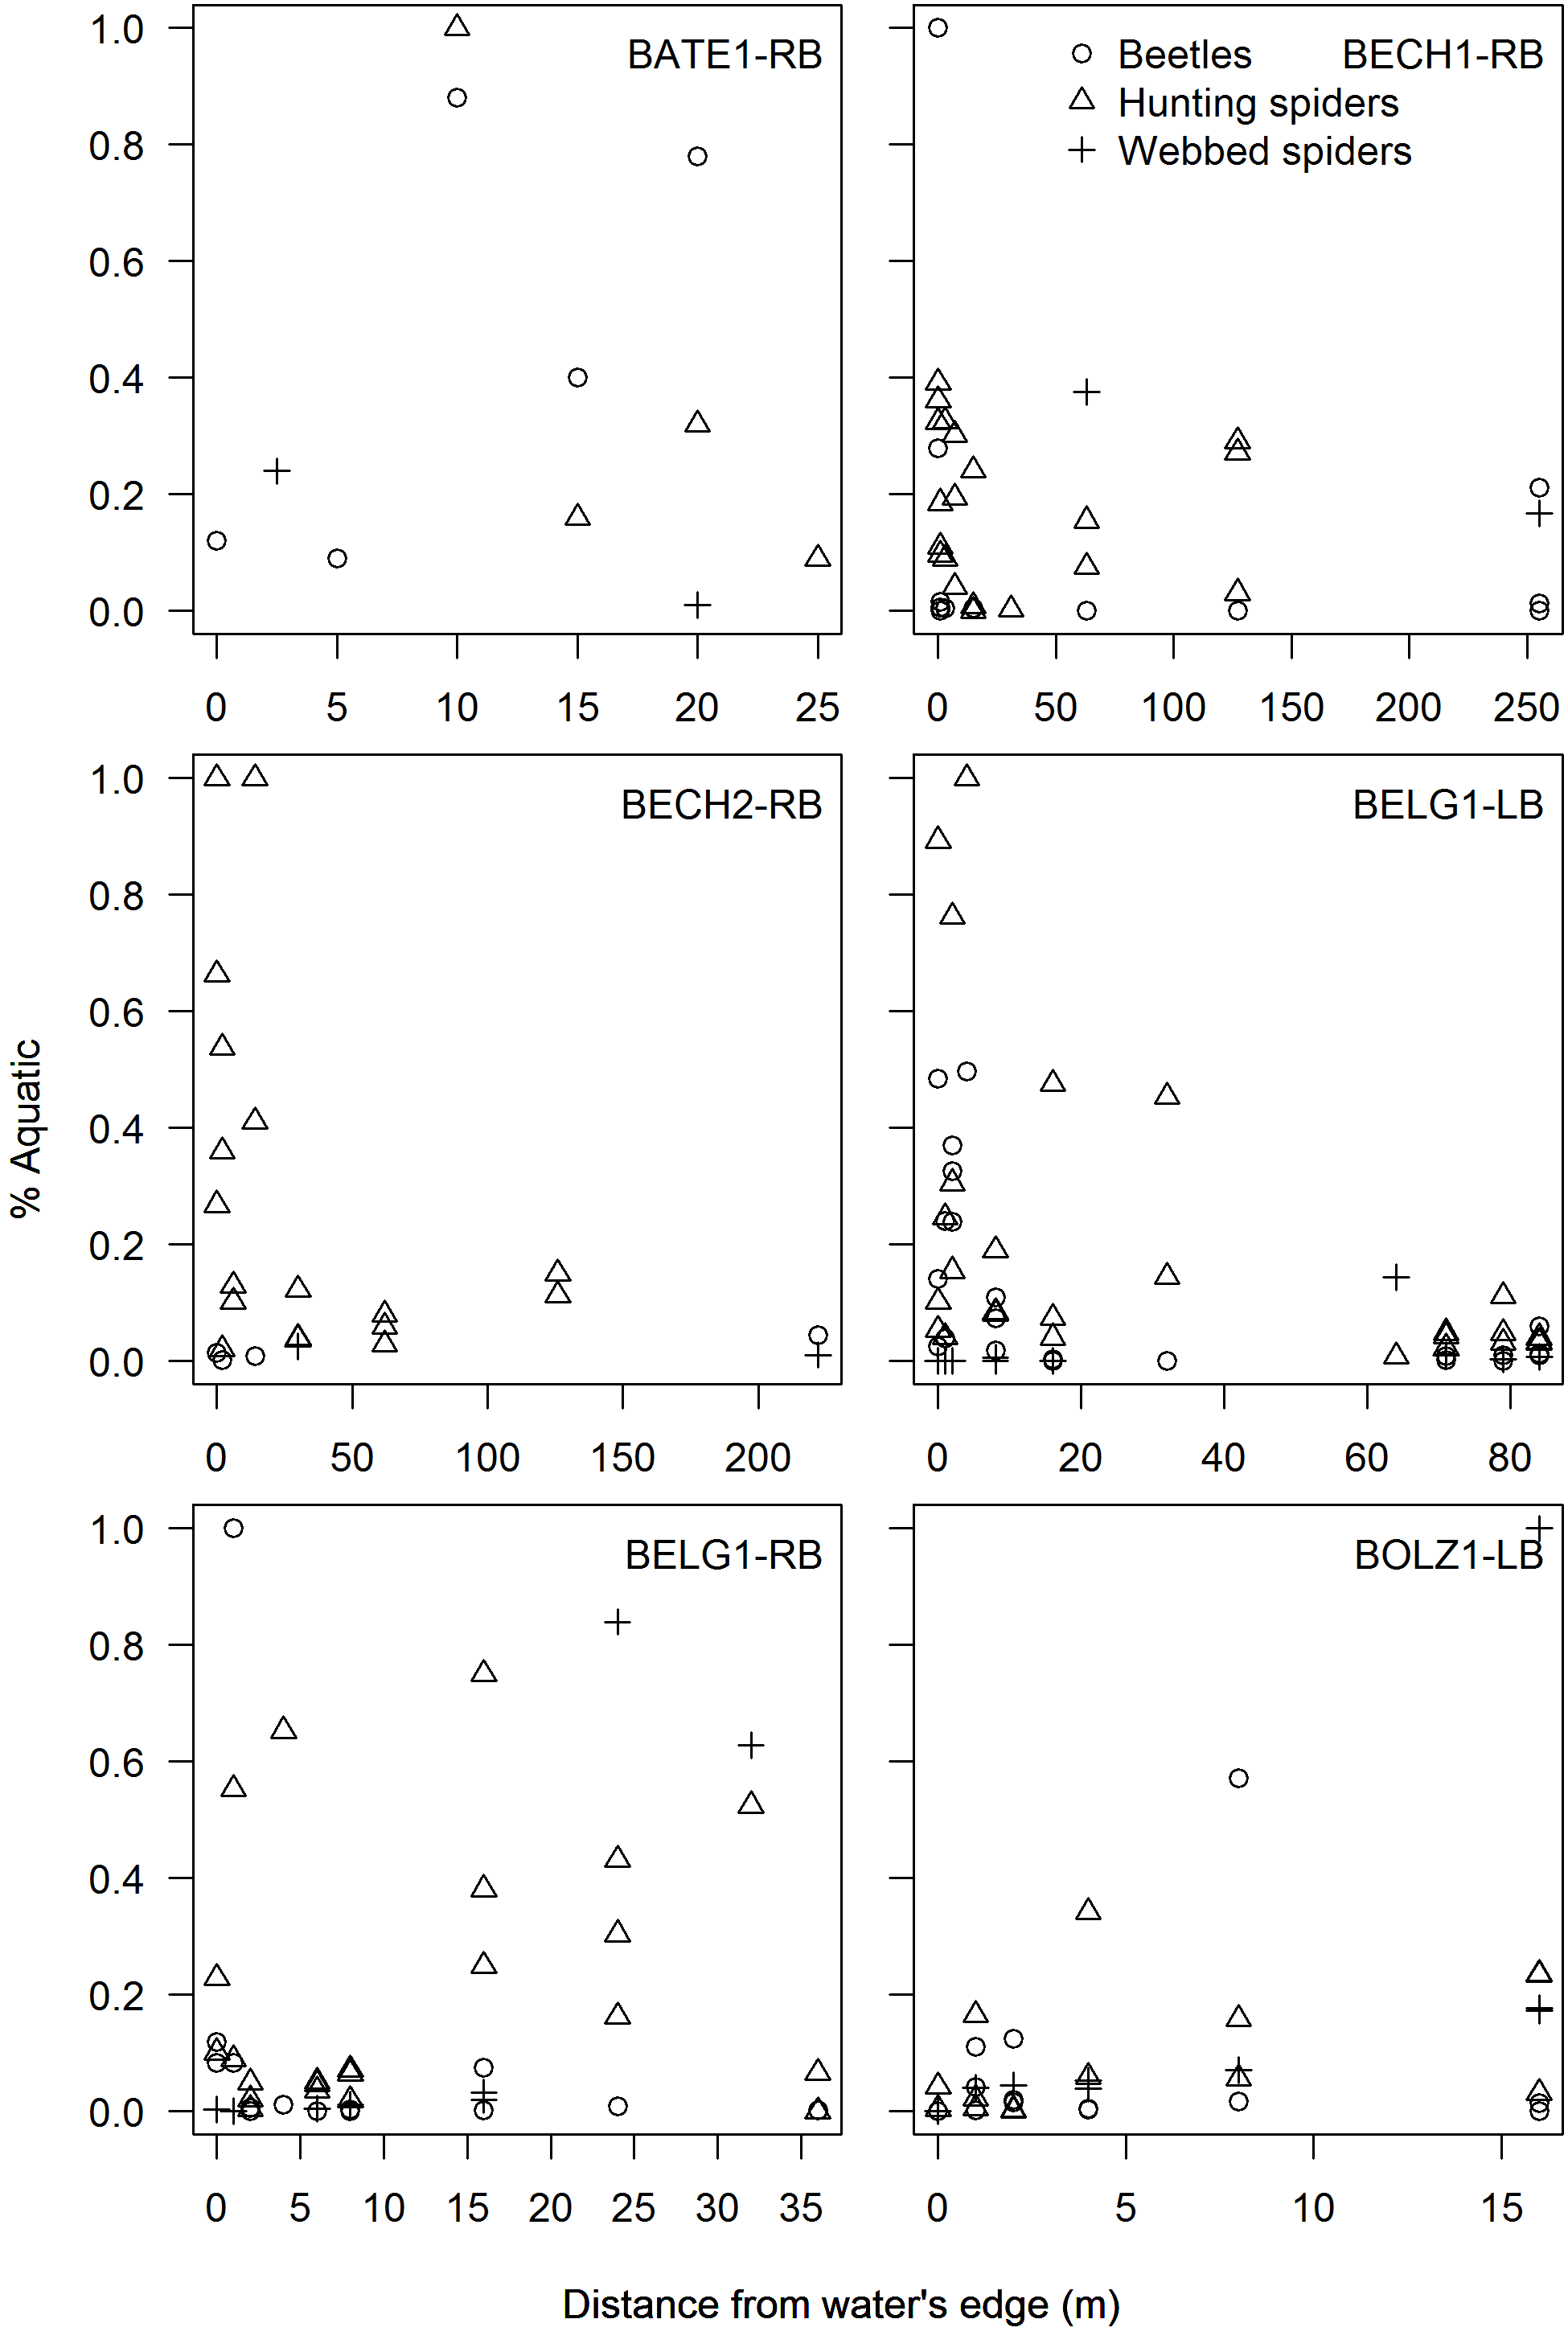 BATE1-RB
1.0
0.8
0.6
0.4
0.2
0.0
0 5 10 15 20 25
BECH1-RB
Beetles
Hunting spiders
Webbed spiders
0 50 100 150 200 250
BECH2-RB
1.0
0.8
0.6
0.4
0.2
0.0
0 50 100 150 200
BELG1-LB
0 20 40 60 80
BELG1-RB
1.0
0.8
0.6
0.4
0.2
0.0
0 5 10 15 20 25 30 35
BOLZ1-LB
0 5 10 15
% Aquatic
Distance from water's edge (m)